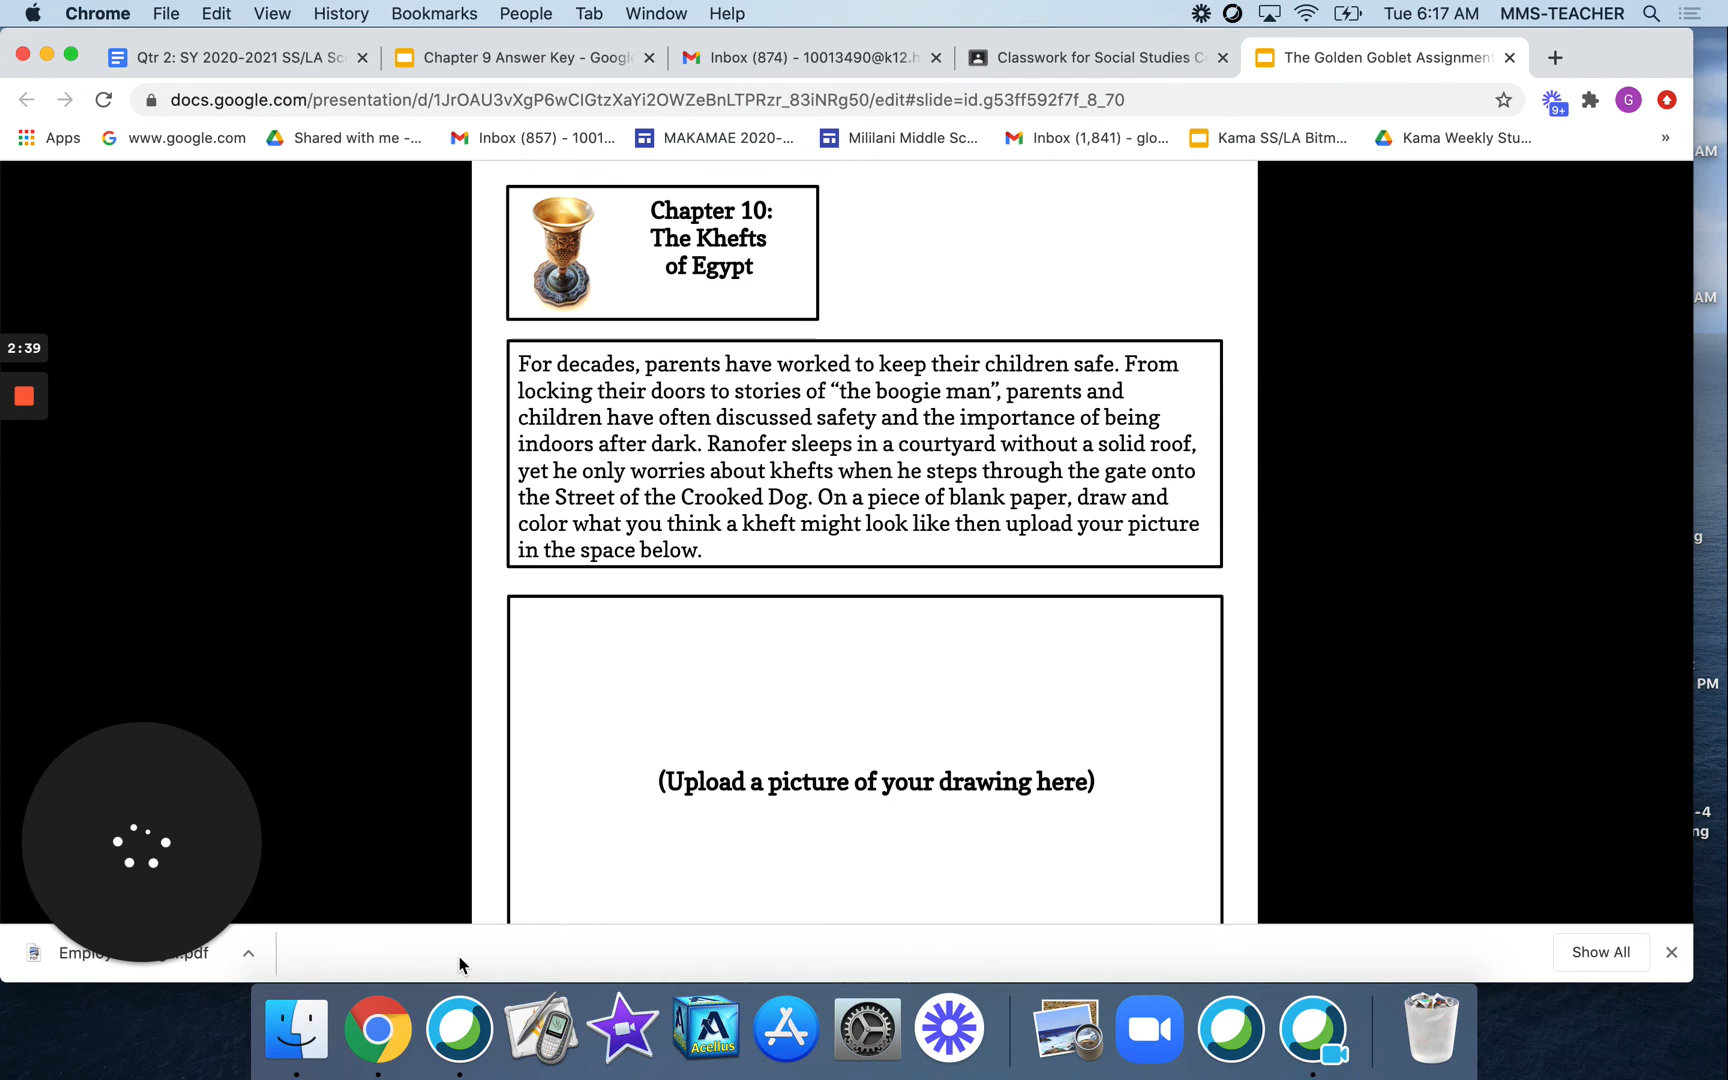 Chrome File Edit View History Bookmarks People Tab Window Help Tue 6:17 AM MMS-TEACHER
Qtr 2: SY 2020-2021 SS/LA Sc Chapter 9 Answer Key - Googl Inbox (874) - 10013490@k12.h Classwork for Social Studies C The Golden Goblet Assignment
docs.google.com/presentation/d/1JrOAU3vXgP6wCIGtzXaYi2OWZeBnLTPRzr_83iNRg50/edit#slide=id.g53ff592f7f_8_70 9+ G
Apps www.google.com Shared with me -... Inbox (857) - 1001... MAKAMAE 2020-... Mililani Middle Sc... Inbox (1,841) - glo... Kama SS/LA Bitm... Kama Weekly Stu... »
AM
Chapter 10:
The Khefts
of Egypt
AM
2:39
For decades, parents have worked to keep their children safe. From
locking their doors to stories of “the boogie man”, parents and
children have often discussed safety and the importance of being
indoors after dark. Ranofer sleeps in a courtyard without a solid roof,
yet he only worries about khefts when he steps through the gate onto
the Street of the Crooked Dog. On a piece of blank paper, draw and
color what you think a kheft might look like then upload your picture
in the space below.
g
PM
(Upload a picture of your drawing here)
-4
ng
.pdf Show All
Acellus